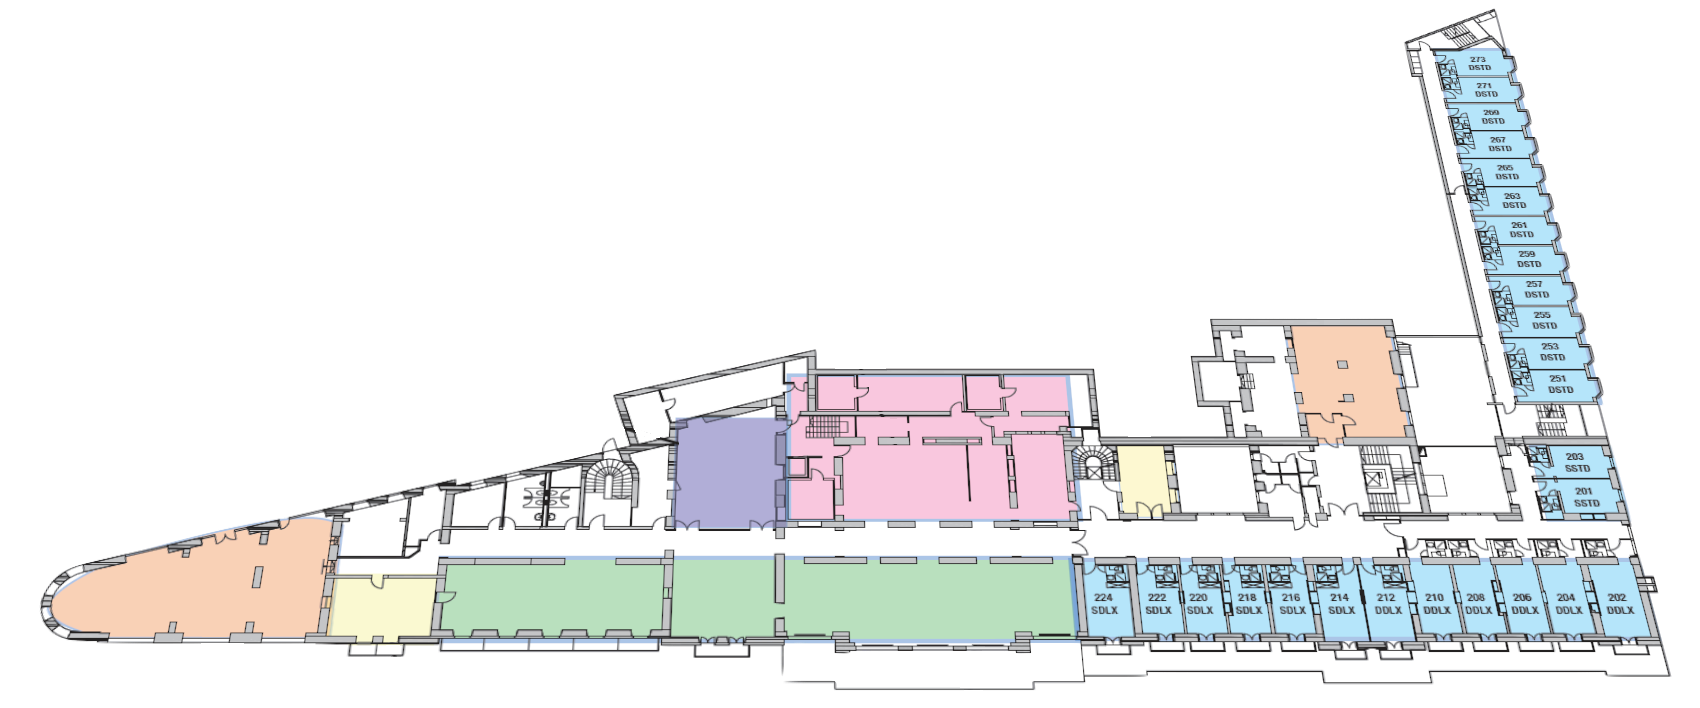 273
DSTD
271
DSTD
269
DSTD
267
DSTD
265
DSTD
263
DSTD
261
DSTD
259
DSTD
257
DSTD
255
DSTD
253
DSTD
251
DSTD
203
SSTD
201
SSTD
224
SDLX
222
SDLX
220
SDLX
218
SDLX
216
SDLX
214
SDLX
212
DDLX
210
DDLX
208
DDLX
206
DDLX
204
DDLX
202
DDLX